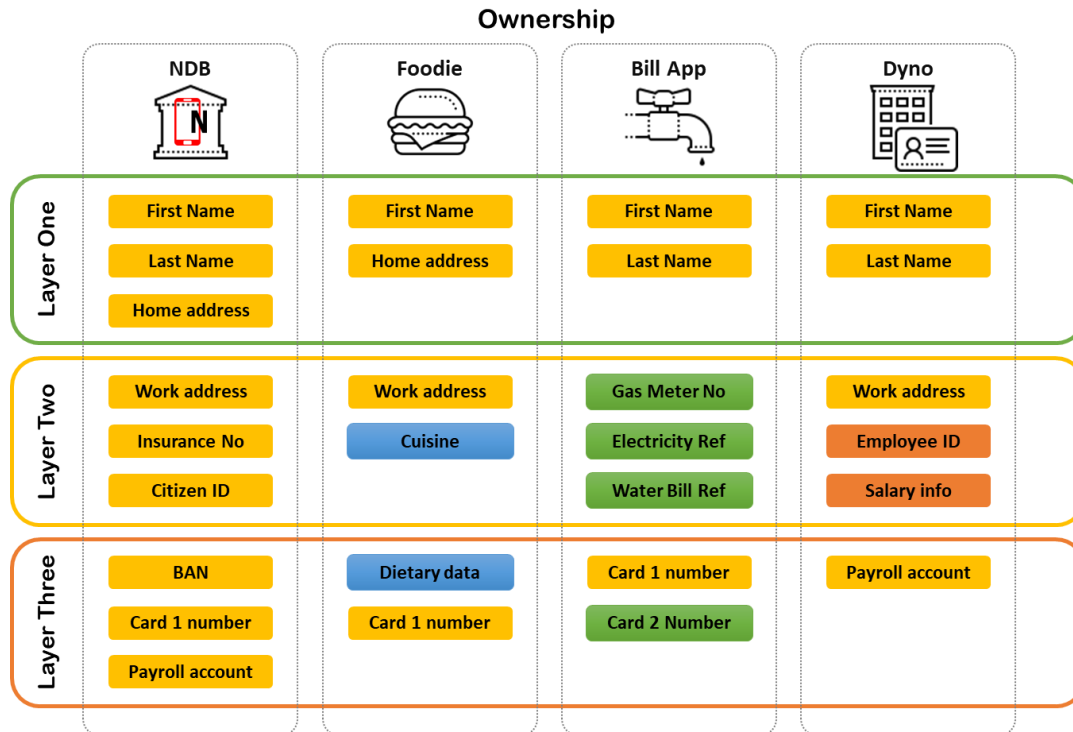 Ownership
NDB Foodie Bill App Dyno
N
Layer One
First Name First Name First Name First Name
Last Name Home address Last Name Last Name
Home address
Layer Two
Work address Work address Gas Meter No Work address
Insurance No Cuisine Electricity Ref Employee ID
Citizen ID Water Bill Ref Salary info
Layer Three
BAN Dietary data Card 1 number Payroll account
Card 1 number Card 1 number Card 2 Number
Payroll account